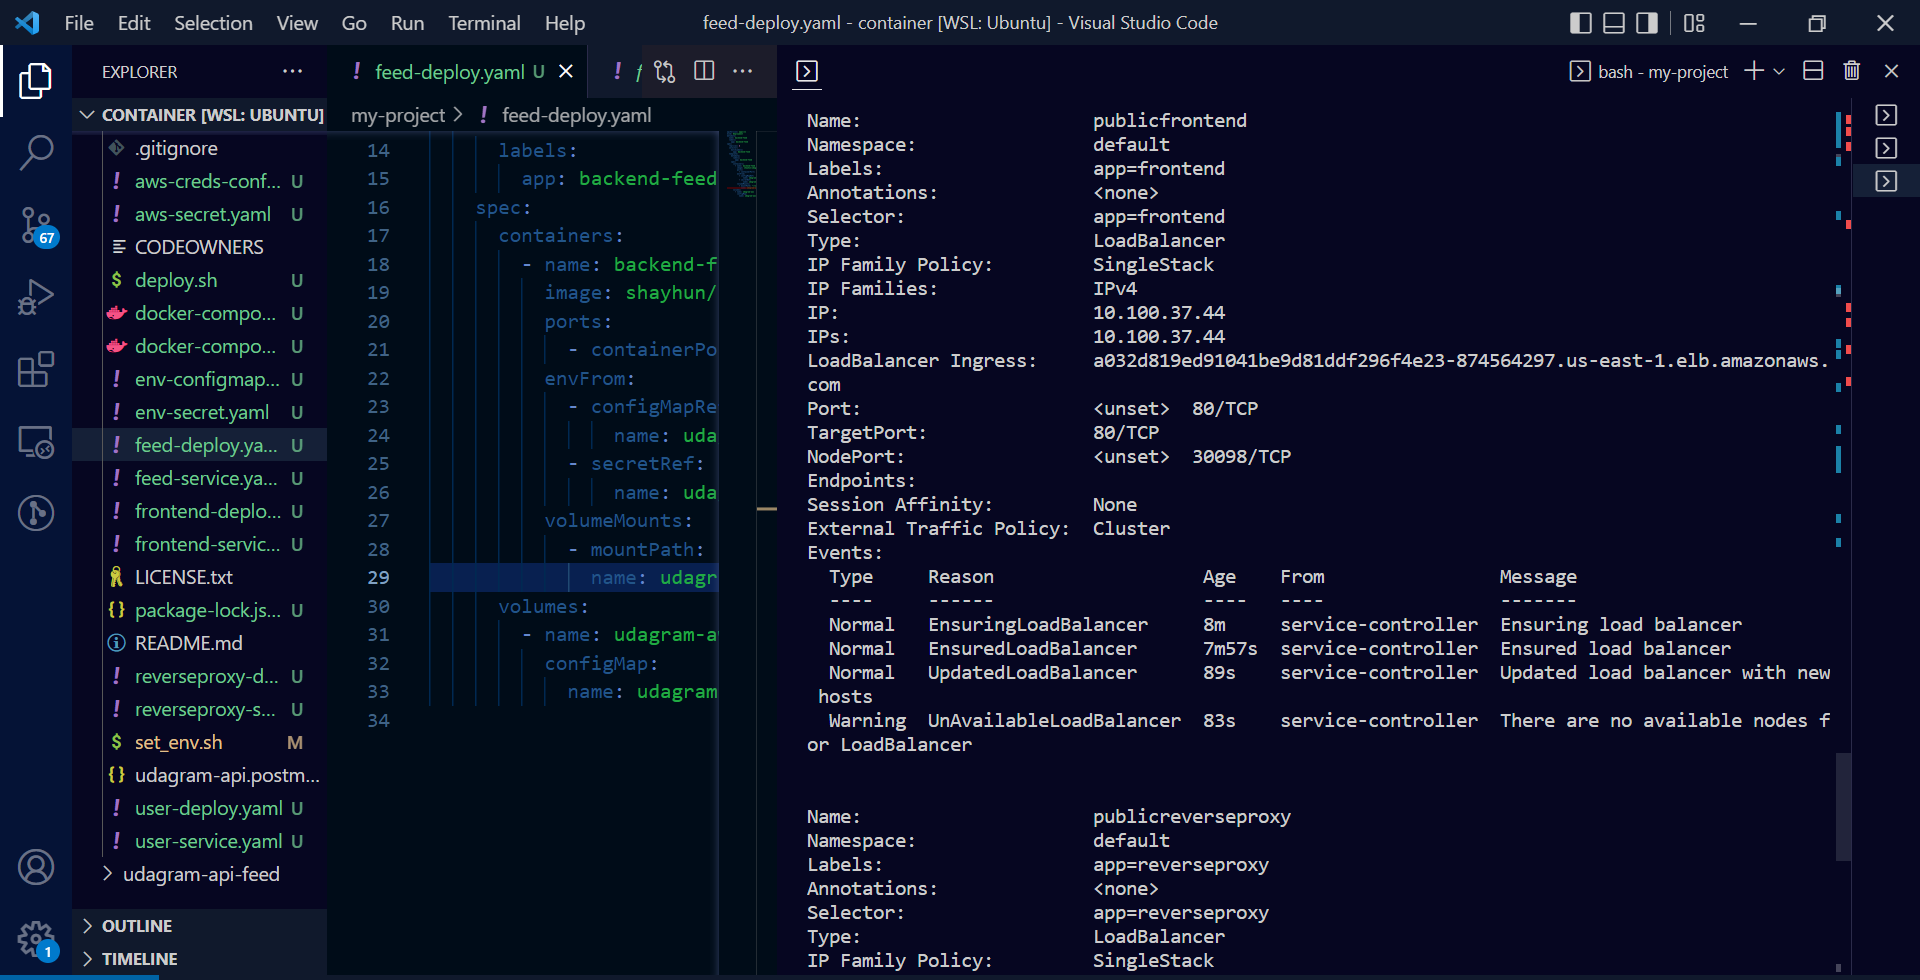 File Edit Selection View Go Run Terminal Help
feed-deploy.yaml - container [WSL: Ubuntu] - Visual Studio Code
EXPLORER
CONTAINER [WSL: UBUNTU]
.gitignore
aws-creds-conf... U
aws-secret.yaml U
CODEOWNERS
deploy.sh U
docker-compo... U
docker-compo... U
env-configmap... U
env-secret.yaml U
feed-deploy.ya... U
feed-service.ya... U
frontend-deplo... U
frontend-servic... U
LICENSE.txt
package-lock.js... U
README.md
reverseproxy-d... U
reverseproxy-s... U
set_env.sh M
udagram-api.postm...
user-deploy.yaml U
user-service.yaml U
udagram-api-feed
OUTLINE
TIMELINE
67
1
! feed-deploy.yaml U
! f
my-project > ! feed-deploy.yaml
14 labels:
15 app: backend-feed
16 spec:
17 containers:
18 - name: backend-f
19 image: shayhun/
20 ports:
21 - containerPo
22 envFrom:
23 - configMapRe
24 name: uda
25 - secretRef:
26 name: uda
27 volumeMounts:
28 - mountPath:
29 name: udagr
30 volumes:
31 - name: udagram-a
32 configMap:
33 name: udagram
34
bash - my-project
Name: publicfrontend
Namespace: default
Labels: app=frontend
Annotations: <none>
Selector: app=frontend
Type: LoadBalancer
IP Family Policy: SingleStack
IP Families: IPv4
IP: 10.100.37.44
IPs: 10.100.37.44
LoadBalancer Ingress: a032d819ed91041be9d81ddf296f4e23-874564297.us-east-1.elb.amazonaws.
com
Port: <unset> 80/TCP
TargetPort: 80/TCP
NodePort: <unset> 30098/TCP
Endpoints:
Session Affinity: None
External Traffic Policy: Cluster
Events:
Type Reason Age From Message
---- ------ ---- ---- -------
Normal EnsuringLoadBalancer 8m service-controller Ensuring load balancer
Normal EnsuredLoadBalancer 7m57s service-controller Ensured load balancer
Normal UpdatedLoadBalancer 89s service-controller Updated load balancer with new
hosts
Warning UnAvailableLoadBalancer 83s service-controller There are no available nodes f
or LoadBalancer
Name: publicreverseproxy
Namespace: default
Labels: app=reverseproxy
Annotations: <none>
Selector: app=reverseproxy
Type: LoadBalancer
IP Family Policy: SingleStack